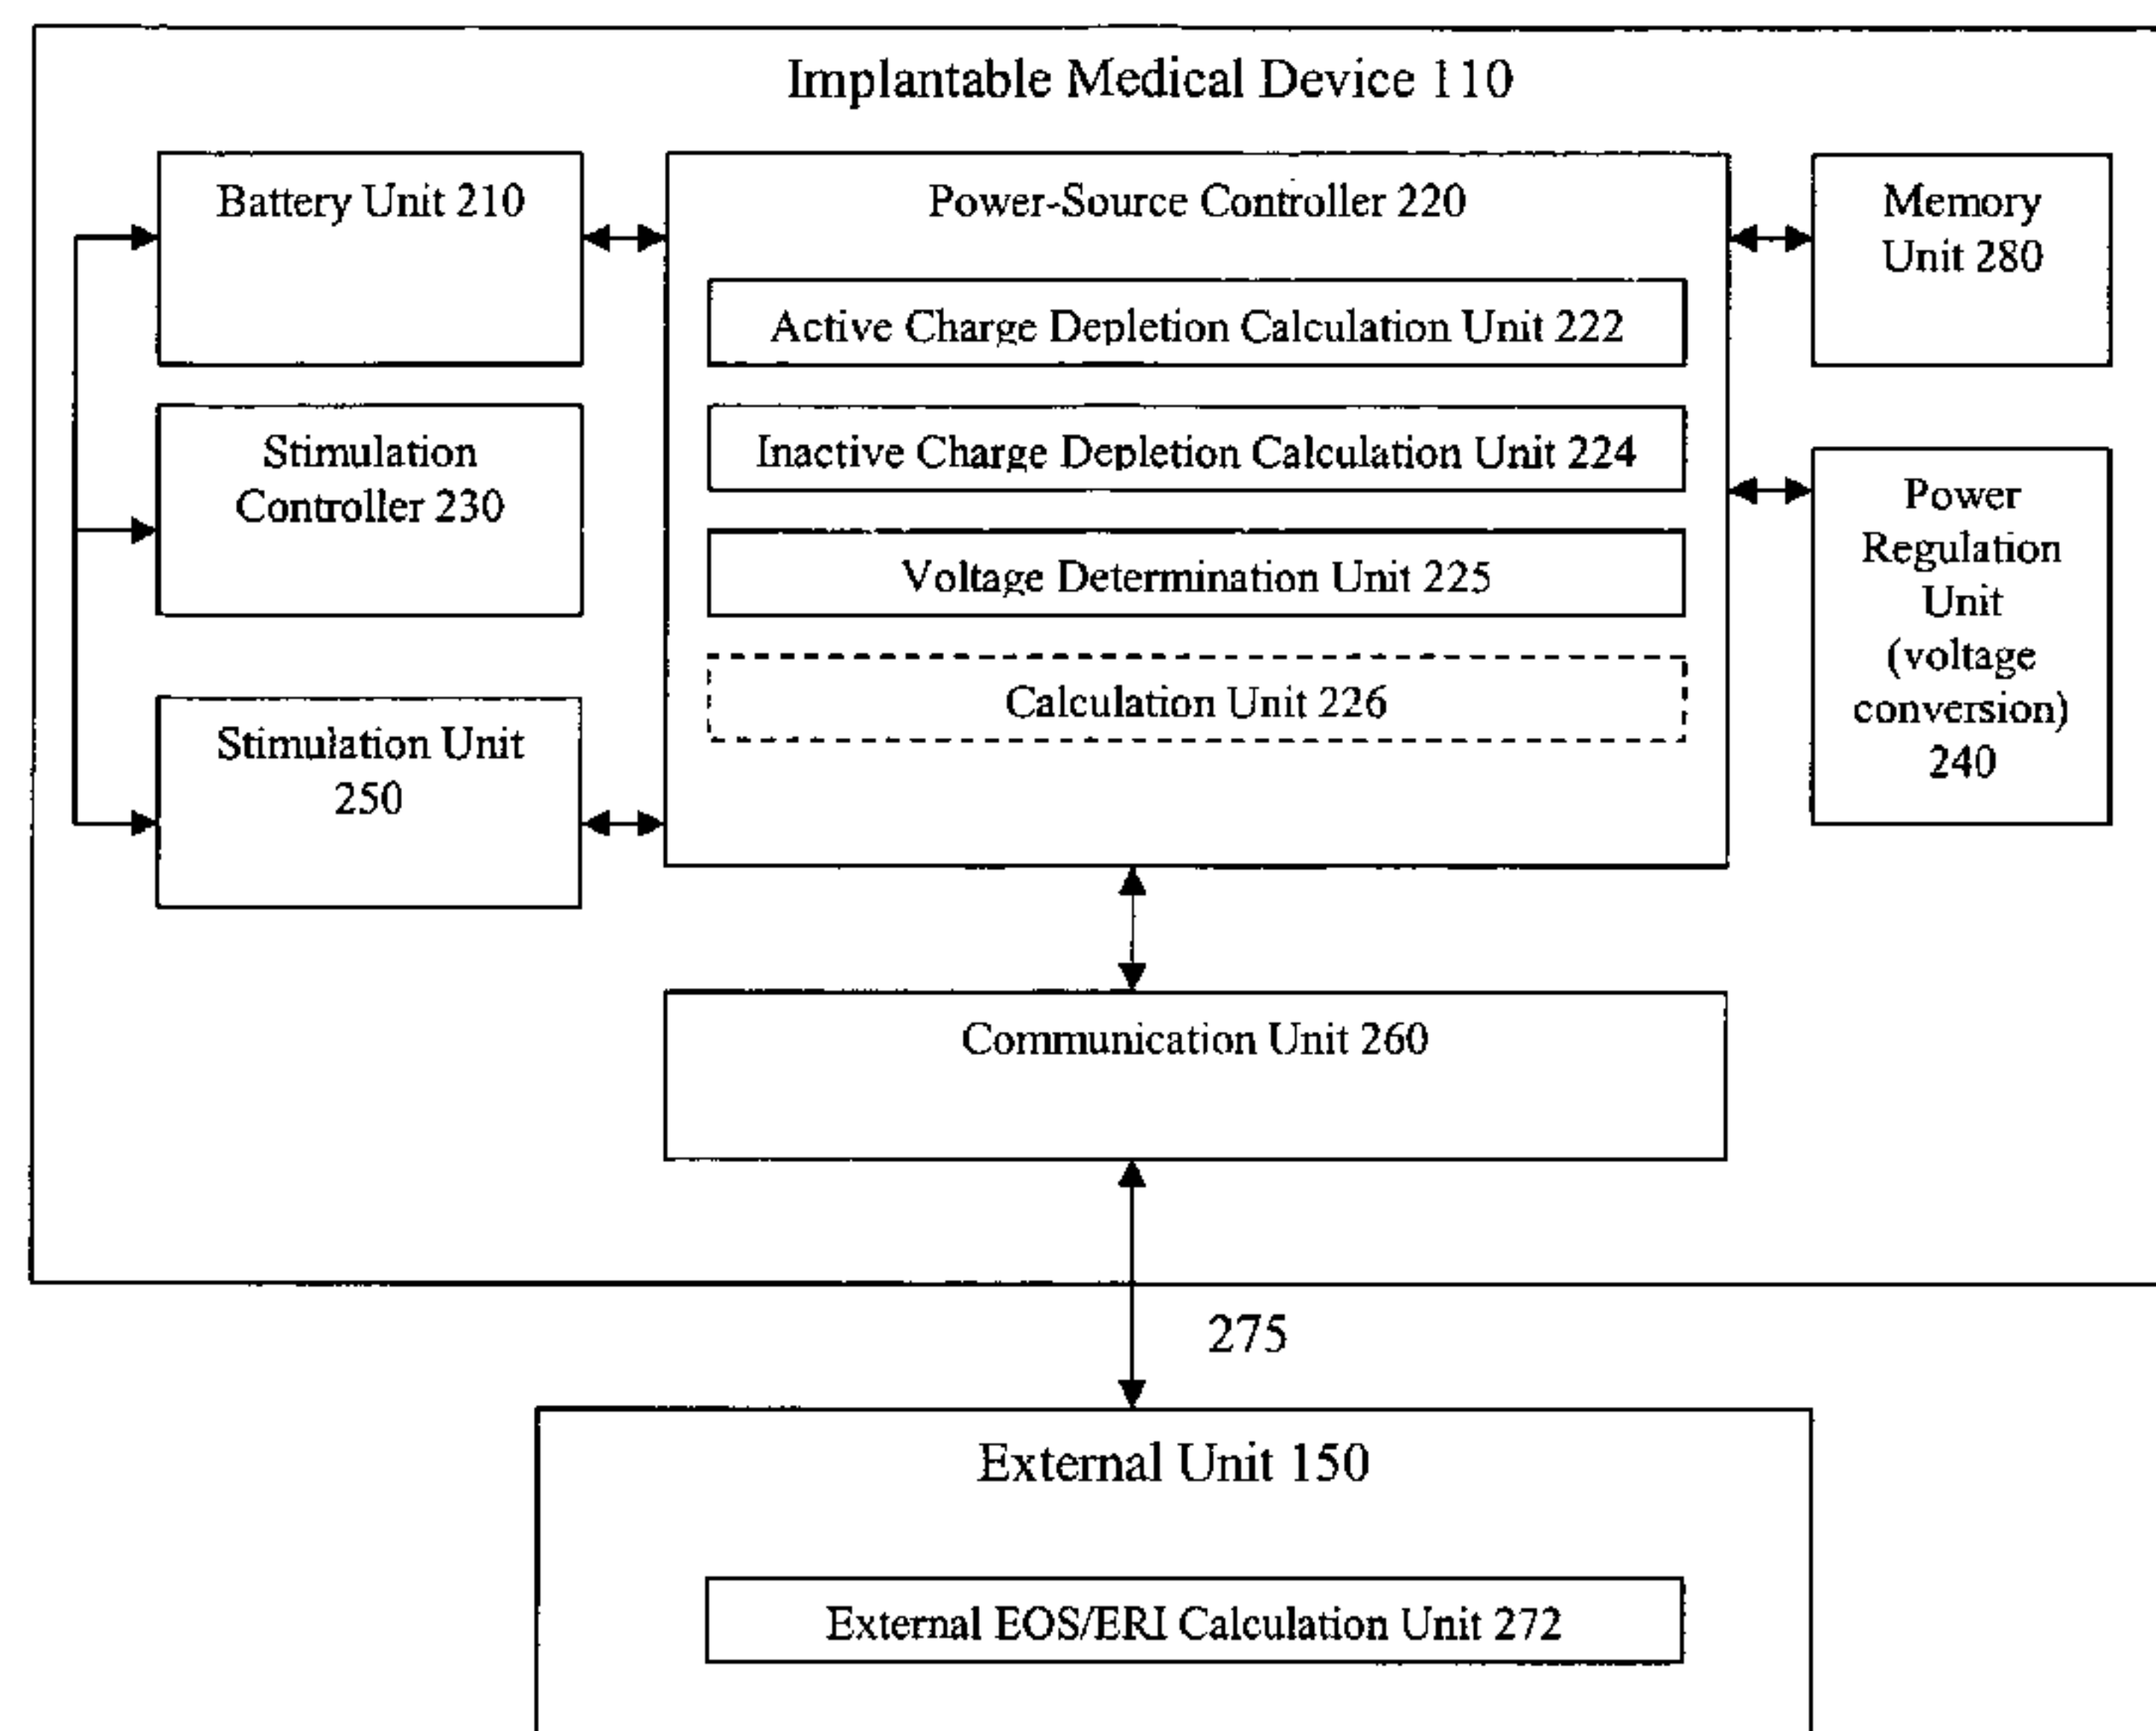 Implantable Medical Device 110
Battery Unit 210
Stimulation
Controller 230
Stimulation Unit
250
Power-Source Controller 220
Active Charge Depletion Calculation Unit 222
Inactive Charge Depletion Calculation Unit 224
Voltage Determination Unit 225
Calculation Unit 226
Memory
Unit 280
Power
Regulation
Unit
(voltage
conversion)
240
Communication Unit 260
275
External Unit 150
External EOS/ERI Calculation Unit 272